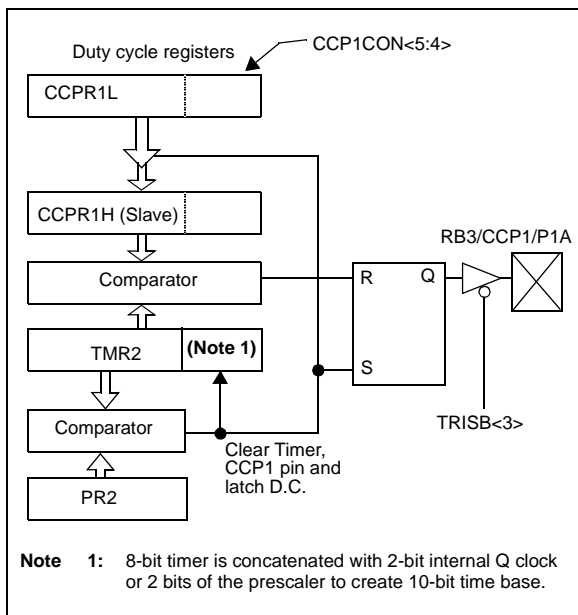 Duty cycle registers
CCP1CON<5:4>
CCPR1L
CCPR1H (Slave)
RB3/CCP1/P1A
Comparator
R
Q
TMR2
(Note 1)
S
Comparator
TRISB<3>
Clear Timer,
CCP1 pin and
latch D.C.
PR2
Note 1: 8-bit timer is concatenated with 2-bit internal Q clock
or 2 bits of the prescaler to create 10-bit time base.